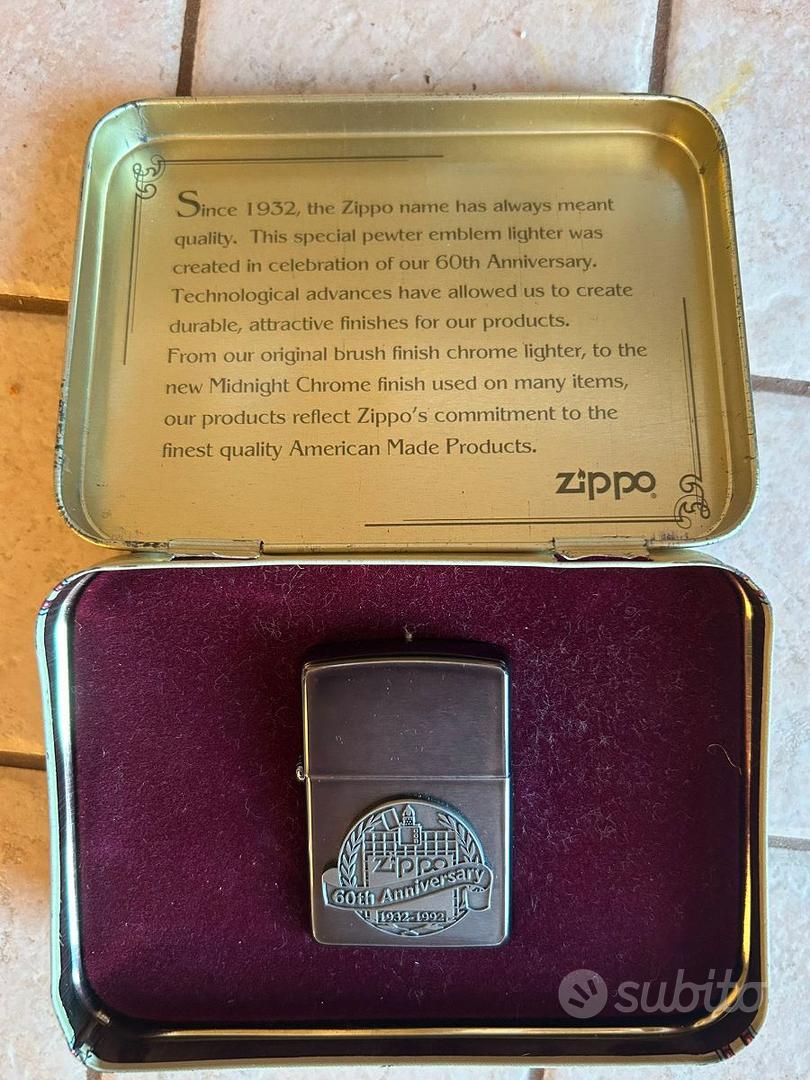 Since 1932, the Zippo name has always meant
quality. This special pewter emblem lighter was
created in celebration of our 60th Anniversary.
Technological advances have allowed us to create
durable, attractive finishes for our products.
From our original brush finish chrome lighter, to the
new Midnight Chrome finish used on many items,
our products reflect Zippo's commitment to the
finest quality American Made Products.
zippo®
Zippo
60th Anniversary
1932-1992
subito